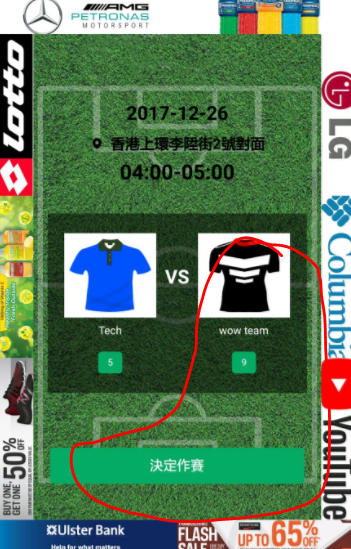 AMG
PETRONAS
MOTORSPORT
Lotto
LG
2017-12-26
香港上環李陞街2號對面
04:00-05:00
Columbia
VS
Tech
wow team
5
9
BUY ONE,
GET ONE 50% OFF
YouTube
決定作賽
Ulster Bank
Help for what matters
FLASH
SALE
UP TO 65% OFF